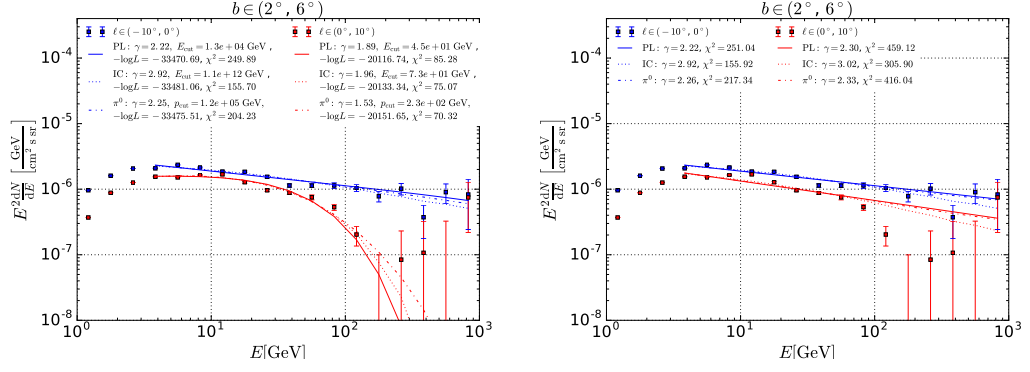 b ∈ (2°, 6°)
ℓ∈(−10°, 0°)
PL: γ=2.22, E_cut=1.3e+04 GeV,
−logL=−33470.69, χ²=249.89
IC: γ=2.92, E_cut=1.1e+12 GeV,
−logL=−33481.06, χ²=155.70
π⁰: γ=2.25, p_cut=1.2e+05 GeV,
−logL=−33475.51, χ²=204.23
ℓ∈(0°, 10°)
PL: γ=1.89, E_cut=4.5e+01 GeV,
−logL=−20116.74, χ²=85.28
IC: γ=1.96, E_cut=7.3e+01 GeV,
−logL=−20133.34, χ²=75.07
π⁰: γ=1.53, p_cut=2.3e+02 GeV,
−logL=−20151.65, χ²=70.32
10⁻⁴
10⁻⁵
10⁻⁶
10⁻⁷
10⁻⁸
E² dN/dE [GeV/cm² s sr]
10⁰ 10¹ 10² 10³
E[GeV]
b ∈ (2°, 6°)
ℓ∈(−10°, 0°)
PL: γ=2.22, χ²=251.04
IC: γ=2.92, χ²=155.92
π⁰: γ=2.26, χ²=217.34
ℓ∈(0°, 10°)
PL: γ=2.30, χ²=459.12
IC: γ=3.02, χ²=305.90
π⁰: γ=2.33, χ²=416.04
10⁻⁴
10⁻⁵
10⁻⁶
10⁻⁷
10⁻⁸
E² dN/dE [GeV/cm² s sr]
10⁰ 10¹ 10² 10³
E[GeV]